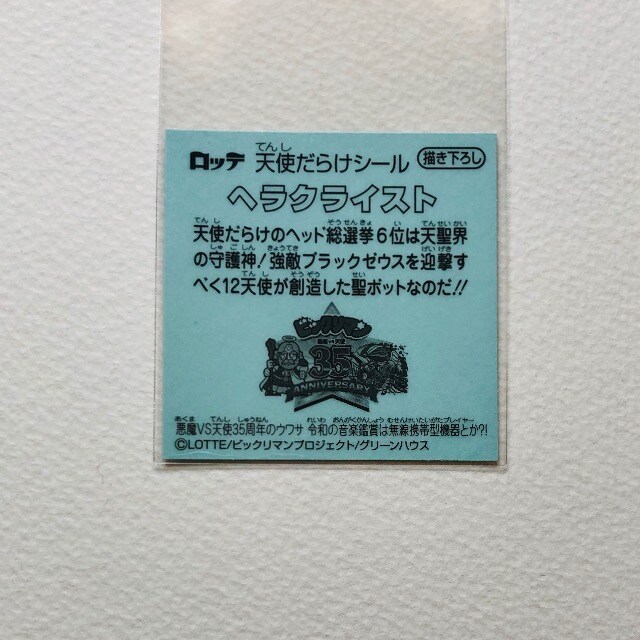 ロッテ 天使だらけシール 描き下ろし
ヘラクライスト
天使だらけのヘッド総選挙6位は天聖界
の守護神!強敵ブラックゼウスを迎撃す
べく12天使が創造した聖ボットなのだ!!
ビックリマン
35
ANNIVERSARY
悪魔VS天使35周年のウワサ 令和の音楽鑑賞は無線携帯型機器とか?!
©LOTTE/ビックリマンプロジェクト/グリーンハウス